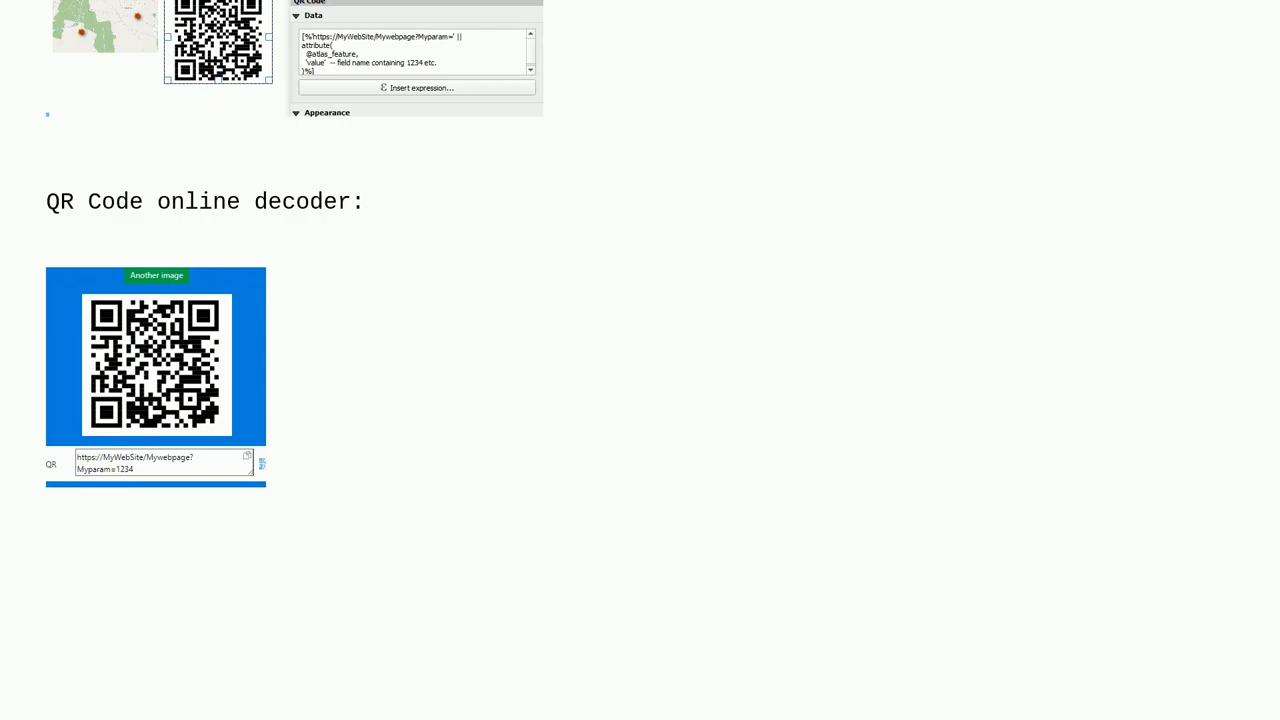 QR Code
Data
[%'https://MyWebSite/Mywebpage?Myparam=' ||
attribute(
@atlas_feature,
'value' -- field name containing 1234 etc.
)%]
ε Insert expression...
Appearance
QR Code online decoder:
Another image
QR
https://MyWebSite/Mywebpage?
Myparam=1234